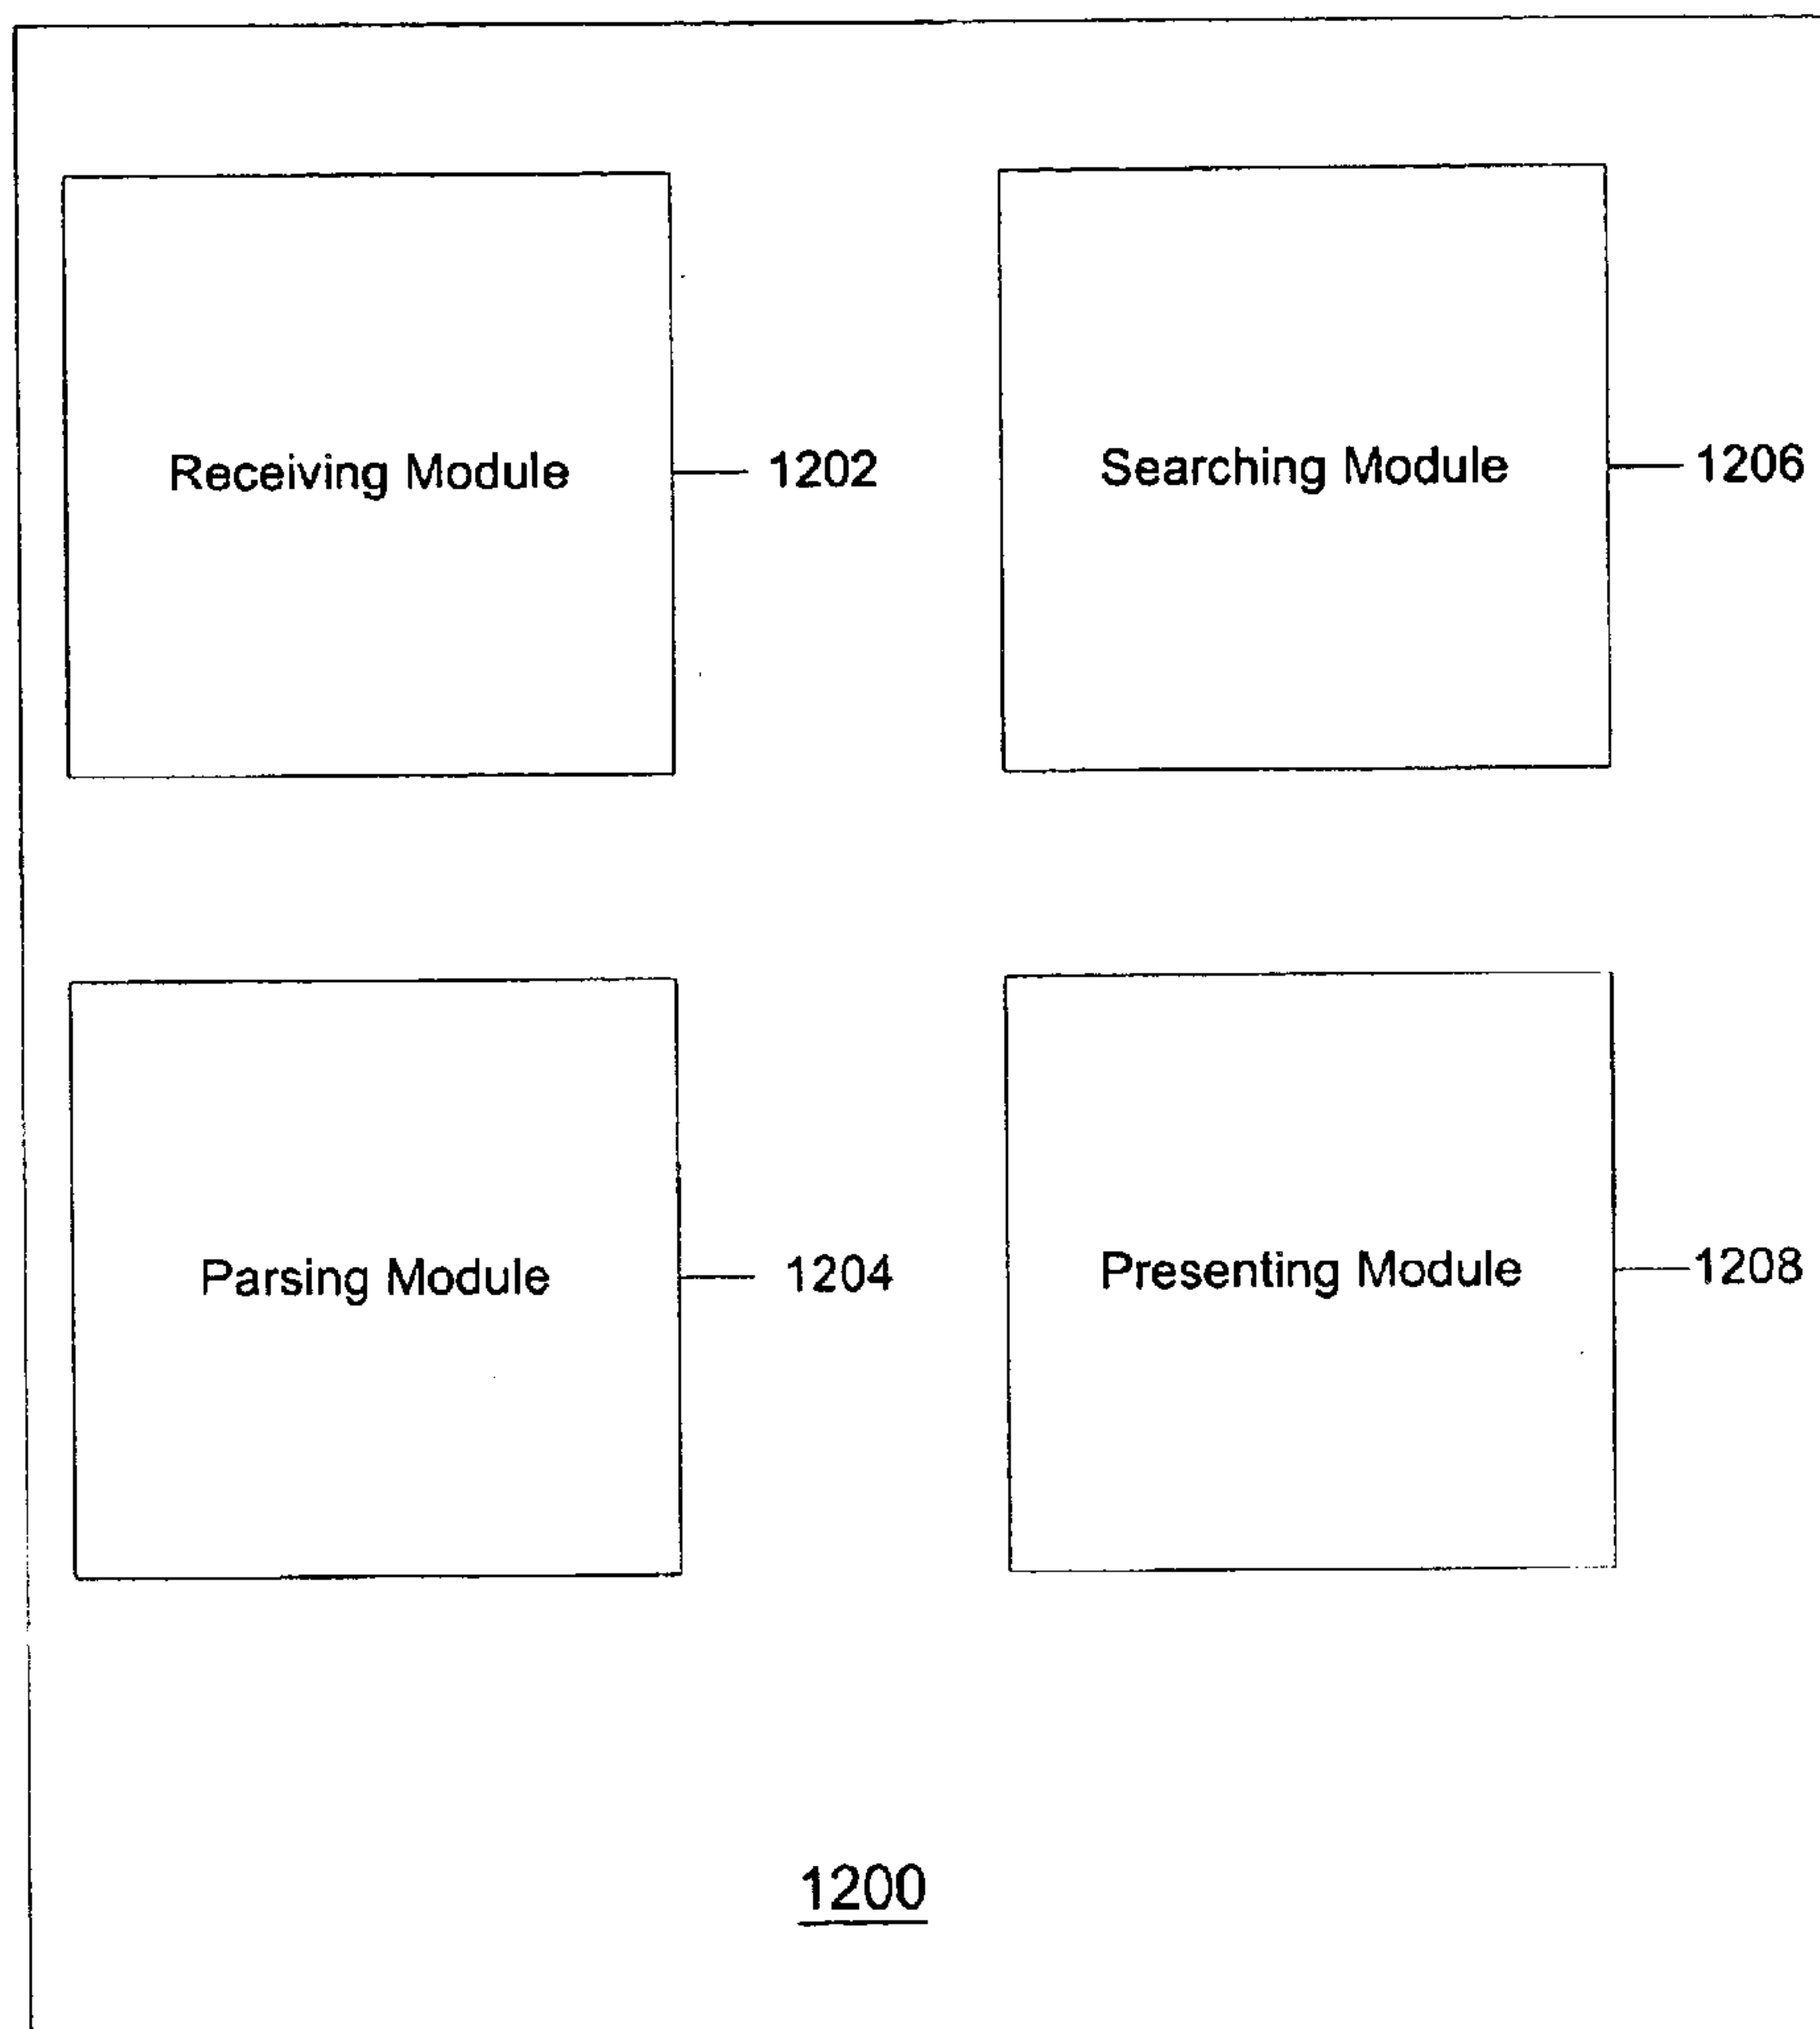 Receiving Module
1202
Searching Module
1206
Parsing Module
1204
Presenting Module
1208
1200